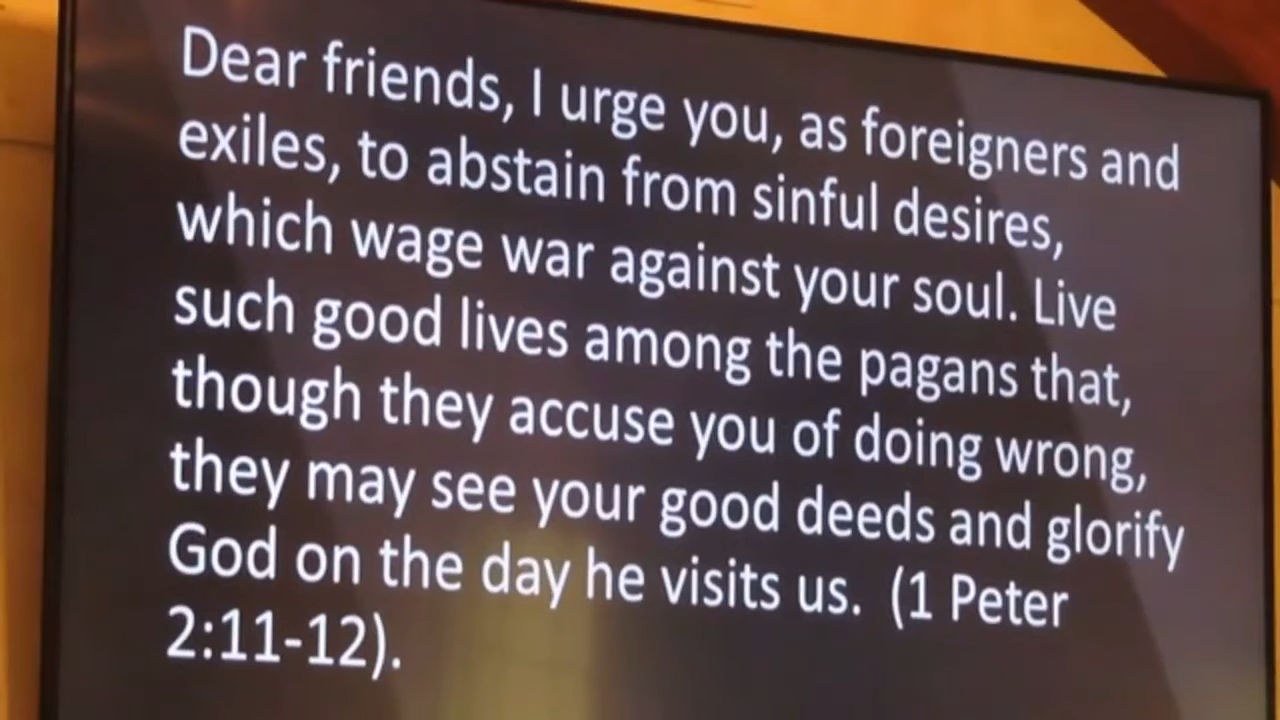 Dear friends, I urge you, as foreigners and
exiles, to abstain from sinful desires,
which wage war against your soul. Live
such good lives among the pagans that,
though they accuse you of doing wrong,
they may see your good deeds and glorify
God on the day he visits us. (1 Peter
2:11-12).